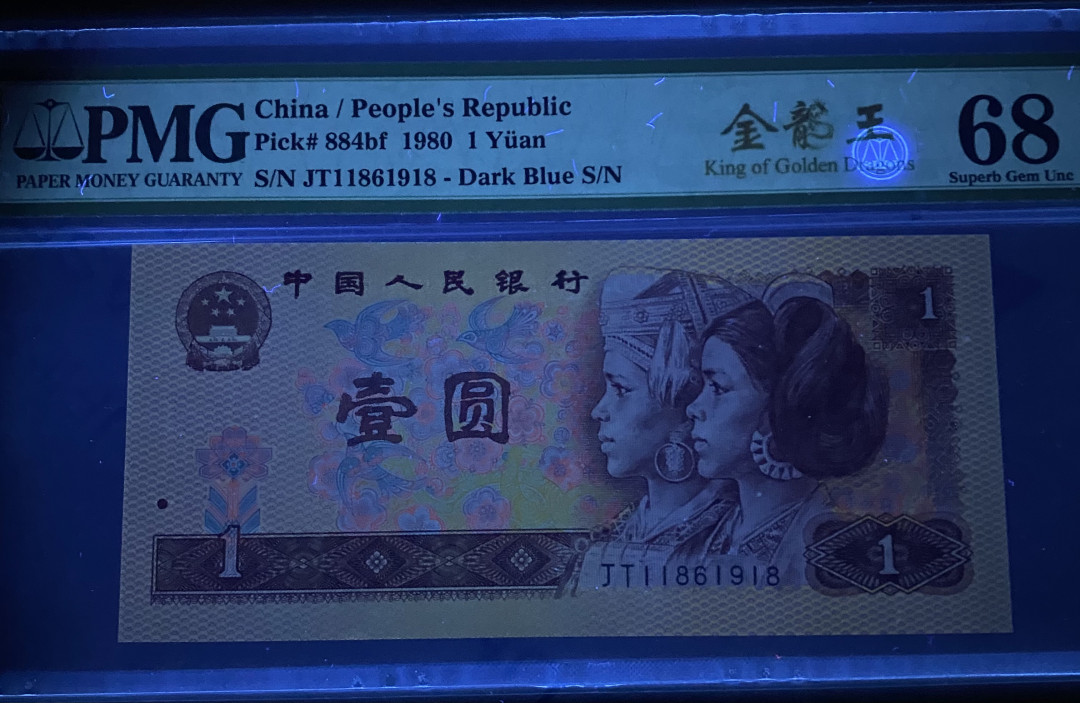 PMG
PAPER MONEY GUARANTY
China / People's Republic
Pick# 884bf 1980 1 Yüan
S/N JT11861918 - Dark Blue S/N
金龍王
King of Golden Dragons
68
Superb Gem Unc
中国人民银行
1
壹圆
1
JT11861918
1